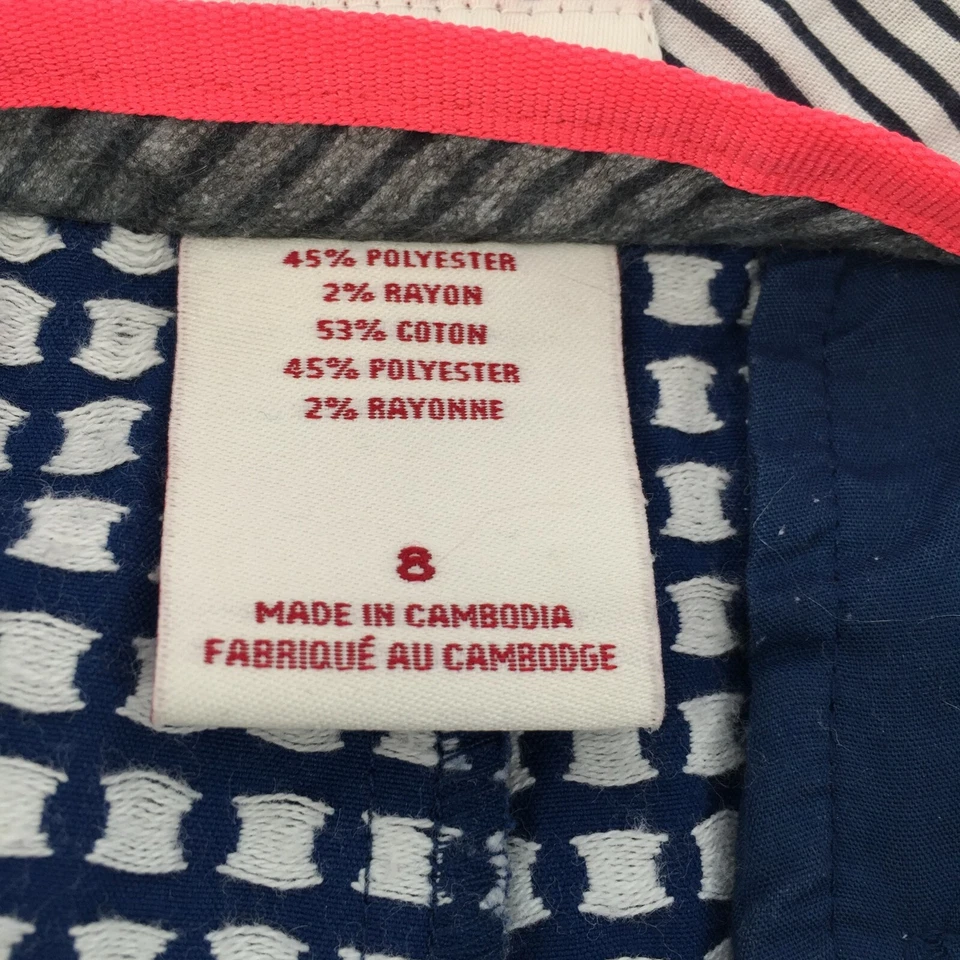 45% POLYESTER
2% RAYON
53% COTON
45% POLYESTER
2% RAYONNE
8
MADE IN CAMBODIA
FABRIQUÉ AU CAMBODGE